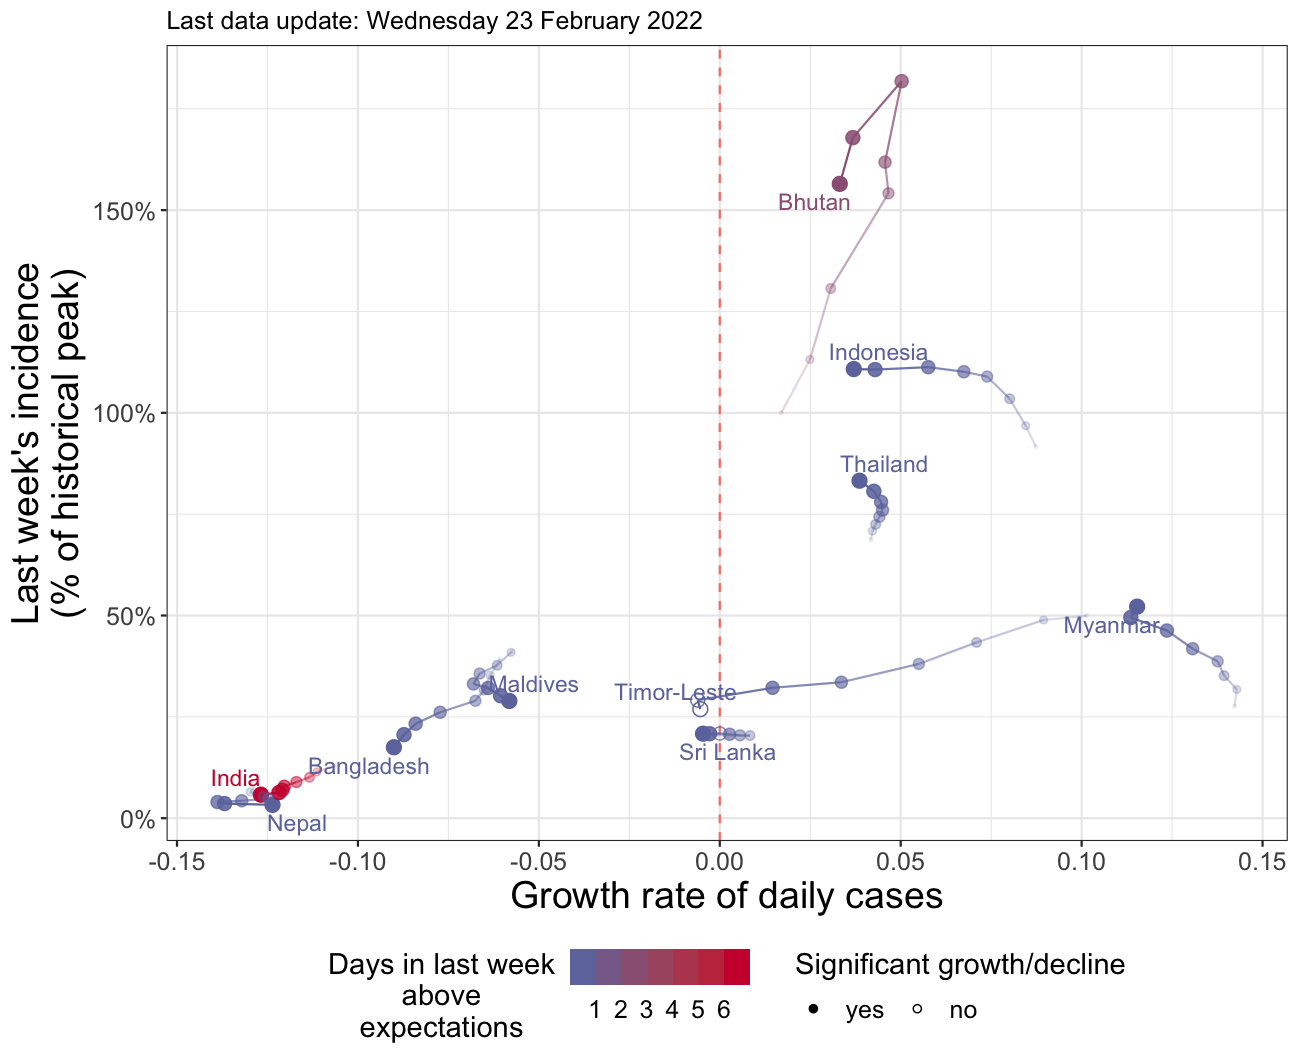 Last data update: Wednesday 23 February 2022
Last week's incidence
(% of historical peak)
150%
100%
50%
0%
Bhutan
Indonesia
Thailand
Myanmar
Maldives
Timor-Leste
Sri Lanka
Bangladesh
India
Nepal
-0.15 -0.10 -0.05 0.00 0.05 0.10 0.15
Growth rate of daily cases
Days in last week
above
expectations
1 2 3 4 5 6
Significant growth/decline
yes no